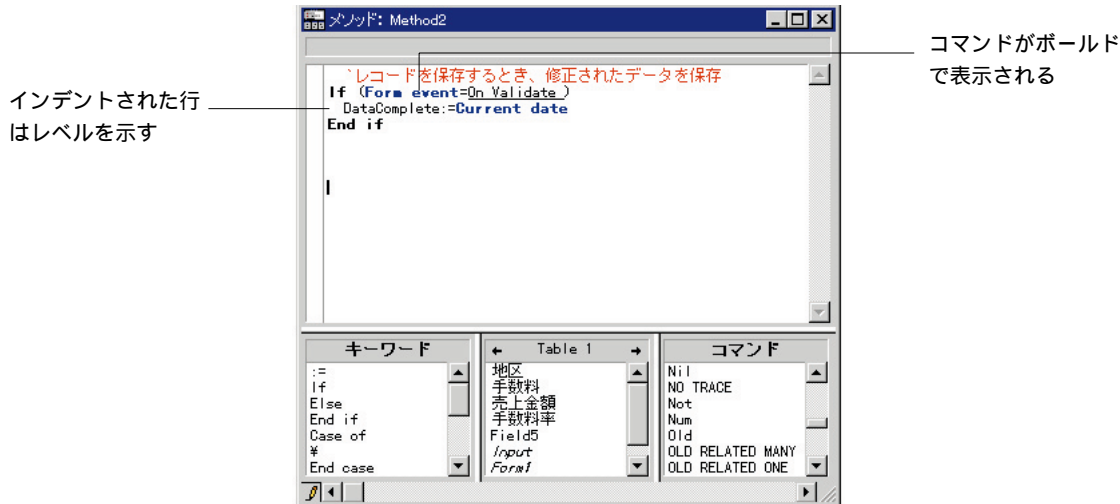 メソッド: Method2
コマンドがボールド
で表示される
インデントされた行
はレベルを示す
`レコードを保存するとき、修正されたデータを保存
If (Form event=On Validate )
DataComplete:=Current date
End if
キーワード
:=
If
Else
End if
Case of
¥
End case
Table 1
地区
手数料
売上金額
手数料率
Field5
Input
Form1
コマンド
Nil
NO TRACE
Not
Num
Old
OLD RELATED MANY
OLD RELATED ONE